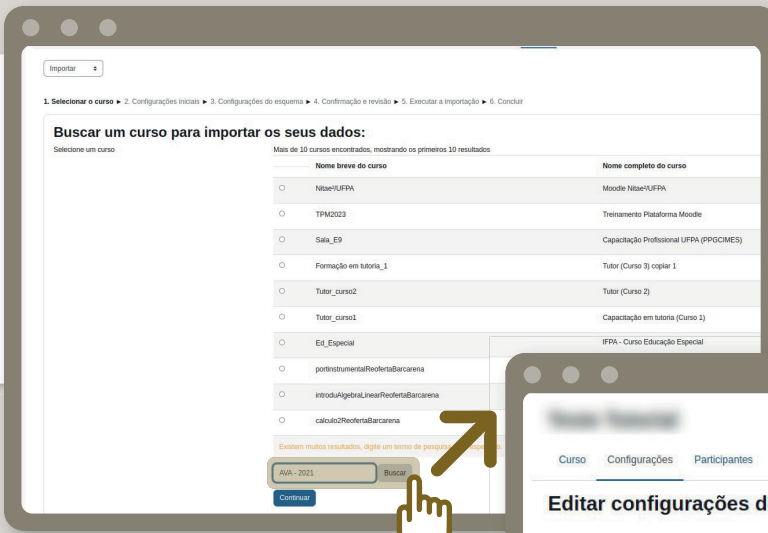 Importar
1. Selecionar o curso ► 2. Configurações iniciais ► 3. Configurações do esquema ► 4. Confirmação e revisão ► 5. Executar a importação ► 6. Concluir
Buscar um curso para importar os seus dados:
Selecione um curso
Mais de 10 cursos encontrados, mostrando os primeiros 10 resultados
Nome breve do curso Nome completo do curso
Nitae²/UFPA Moodle Nitae²/UFPA
TPM2023 Treinamento Plataforma Moodle
Sala_E9 Capacitação Profissional UFPA (PPGCIMES)
Formação em tutoria_1 Tutor (Curso 3) copiar 1
Tutor_curso2 Tutor (Curso 2)
Tutor_curso1 Capacitação em tutoria (Curso 1)
Ed_Especial IFPA - Curso Educação Especial
portinstrumentalReofertaBarcarena
introduAlgebraLinearReofertaBarcarena
calculo2ReofertaBarcarena
Existem muitos resultados, digite um termo de pesquisa
AVA - 2021 Buscar
Continuar
Curso Configurações Participantes
Editar configurações d